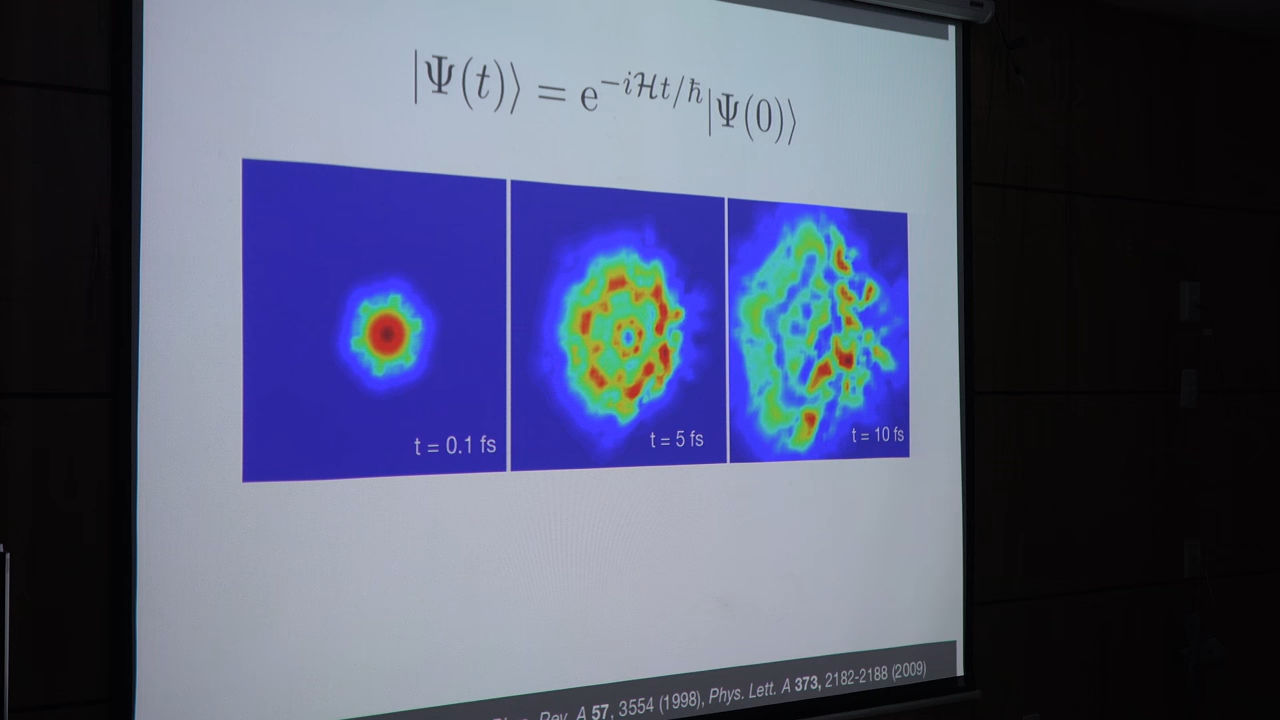 |Ψ(t)⟩ = e^{−iℋt/ħ}|Ψ(0)⟩
t = 0.1 fs
t = 5 fs
t = 10 fs
Rev. A 57, 3554 (1998), Phys. Lett. A 373, 2182-2188 (2009)